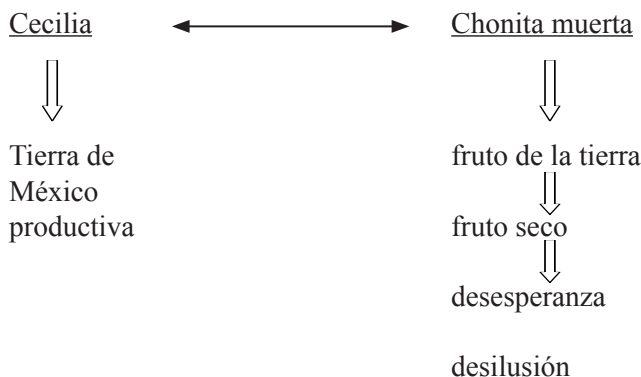 Cecilia
Chonita muerta
Tierra de
México
productiva
fruto de la tierra
fruto seco
desesperanza
desilusión